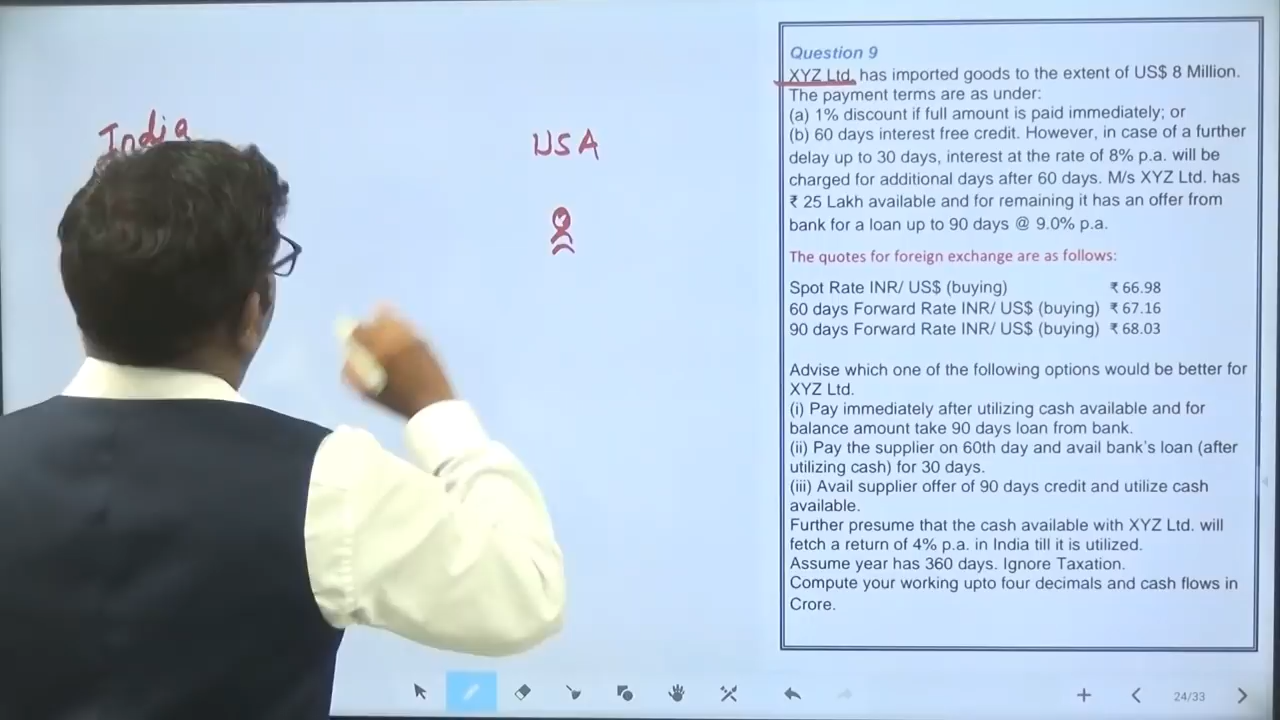 India
USA
Question 9
XYZ Ltd. has imported goods to the extent of US$ 8 Million.
The payment terms are as under:
(a) 1% discount if full amount is paid immediately; or
(b) 60 days interest free credit. However, in case of a further
delay up to 30 days, interest at the rate of 8% p.a. will be
charged for additional days after 60 days. M/s XYZ Ltd. has
₹ 25 Lakh available and for remaining it has an offer from
bank for a loan up to 90 days @ 9.0% p.a.
The quotes for foreign exchange are as follows:
Spot Rate INR/ US$ (buying) ₹ 66.98
60 days Forward Rate INR/ US$ (buying) ₹ 67.16
90 days Forward Rate INR/ US$ (buying) ₹ 68.03
Advise which one of the following options would be better for
XYZ Ltd.
(i) Pay immediately after utilizing cash available and for
balance amount take 90 days loan from bank.
(ii) Pay the supplier on 60th day and avail bank's loan (after
utilizing cash) for 30 days.
(iii) Avail supplier offer of 90 days credit and utilize cash
available.
Further presume that the cash available with XYZ Ltd. will
fetch a return of 4% p.a. in India till it is utilized.
Assume year has 360 days. Ignore Taxation.
Compute your working upto four decimals and cash flows in
Crore.
24/33